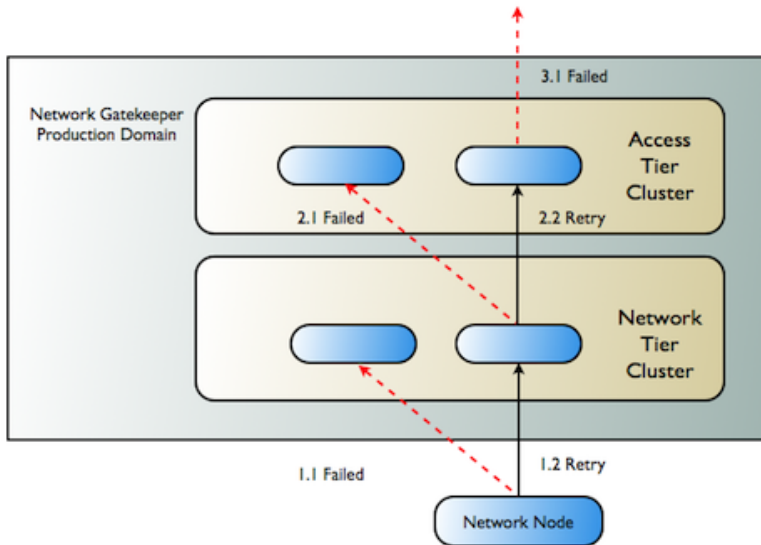 3.1 Failed
Network Gatekeeper
Production Domain
Access
Tier
Cluster
2.1 Failed
2.2 Retry
Network
Tier
Cluster
1.1 Failed
1.2 Retry
Network Node